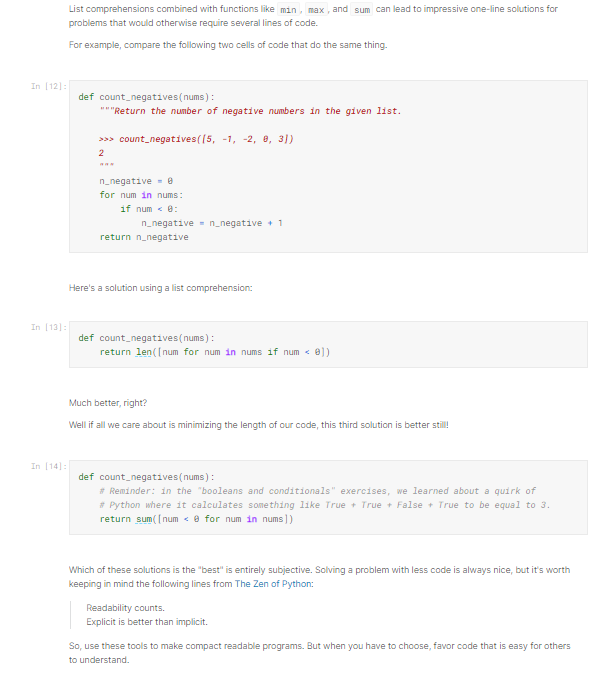 List comprehensions combined with functions like min, max, and sum can lead to impressive one-line solutions for
problems that would otherwise require several lines of code.
For example, compare the following two cells of code that do the same thing.
In [12]:
def count_negatives(nums):
    """Return the number of negative numbers in the given list.
    
    >>> count_negatives([5, -1, -2, 0, 3])
    2
    """
    n_negative = 0
    for num in nums:
        if num < 0:
            n_negative = n_negative + 1
    return n_negative
Here's a solution using a list comprehension:
In [13]:
def count_negatives(nums):
    return len([num for num in nums if num < 0])
Much better, right?
Well if all we care about is minimizing the length of our code, this third solution is better still!
In [14]:
def count_negatives(nums):
    # Reminder: in the "booleans and conditionals" exercises, we learned about a quirk of
    # Python where it calculates something like True + True + False + True to be equal to 3.
    return sum([num < 0 for num in nums])
Which of these solutions is the "best" is entirely subjective. Solving a problem with less code is always nice, but it's worth
keeping in mind the following lines from The Zen of Python:
Readability counts.
Explicit is better than implicit.
So, use these tools to make compact readable programs. But when you have to choose, favor code that is easy for others
to understand.